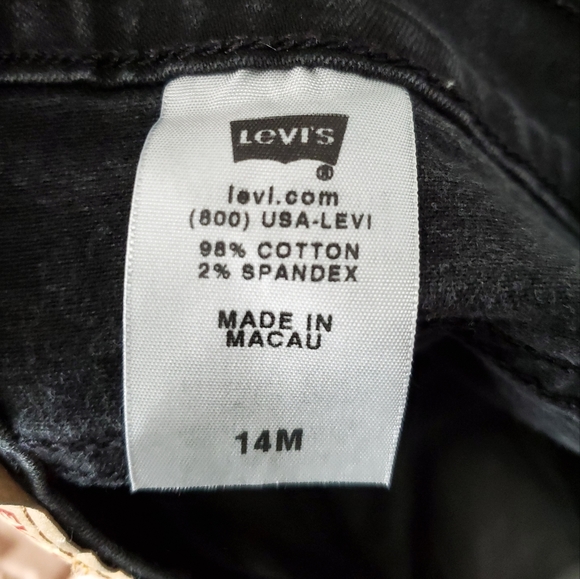 LEVI'S
®
levi.com
(800) USA-LEVI
98% COTTON
2% SPANDEX
MADE IN
MACAU
14M